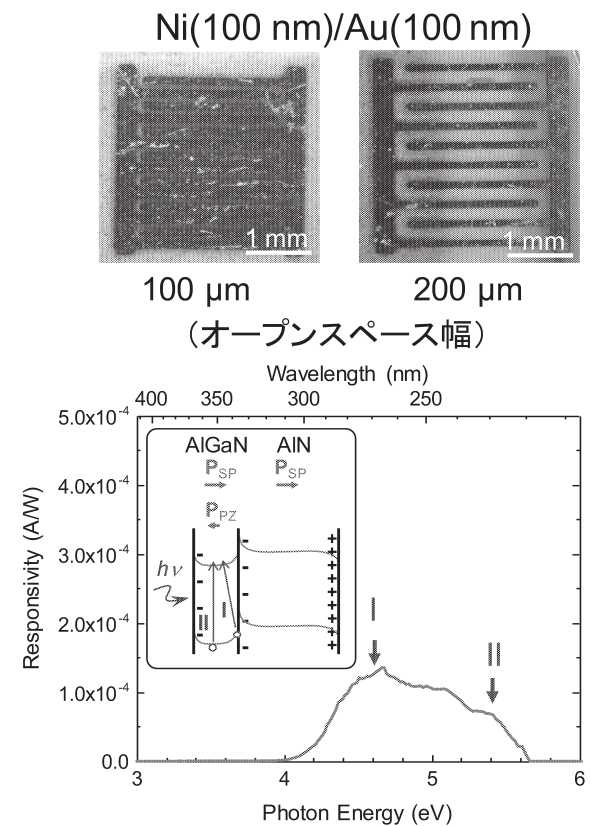 Ni(100 nm)/Au(100 nm)
1 mm
1 mm
100 μm
200 μm
（オープンスペース幅）
Wavelength (nm)
400
350
300
250
5.0x10⁻⁴
4.0x10⁻⁴
3.0x10⁻⁴
2.0x10⁻⁴
1.0x10⁻⁴
0.0
Responsivity (A/W)
AlGaN
AlN
P_SP
P_SP
P_PZ
hν
II
I
I
II
3
4
5
6
Photon Energy (eV)